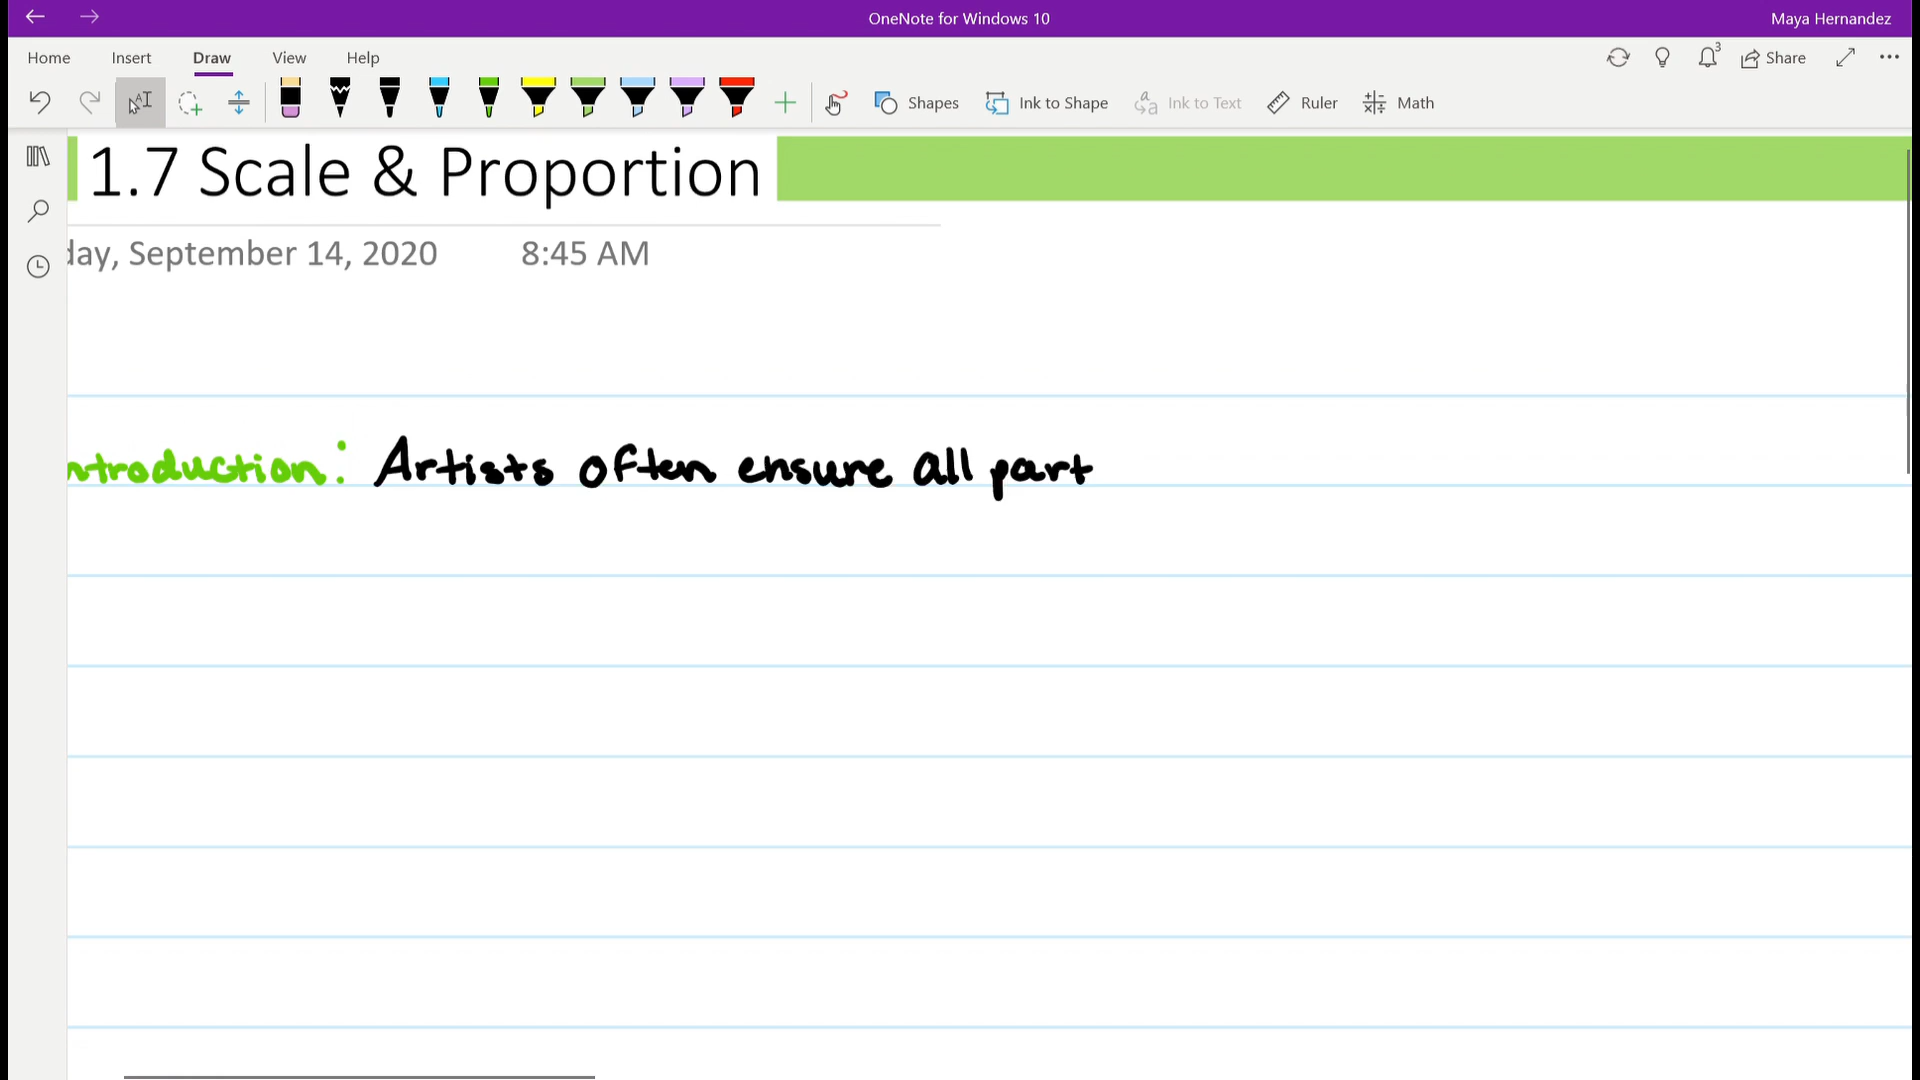 OneNote for Windows 10
Maya Hernandez
Home Insert Draw View Help
3
Share
Shapes
Ink to Shape
Ink to Text
Ruler
Math
1.7 Scale & Proportion
day, September 14, 2020 8:45 AM
ntroduction: Artists often ensure all part